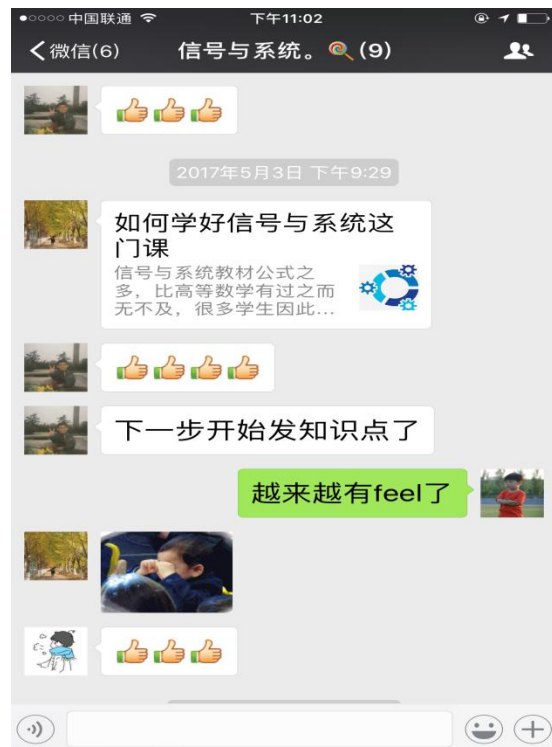 中国联通
下午11:02
微信(6)
信号与系统。 (9)
2017年5月3日 下午9:29
如何学好信号与系统这
门课
信号与系统教材公式之
多，比高等数学有过之而
无不及，很多学生因此...
下一步开始发知识点了
越来越有feel了